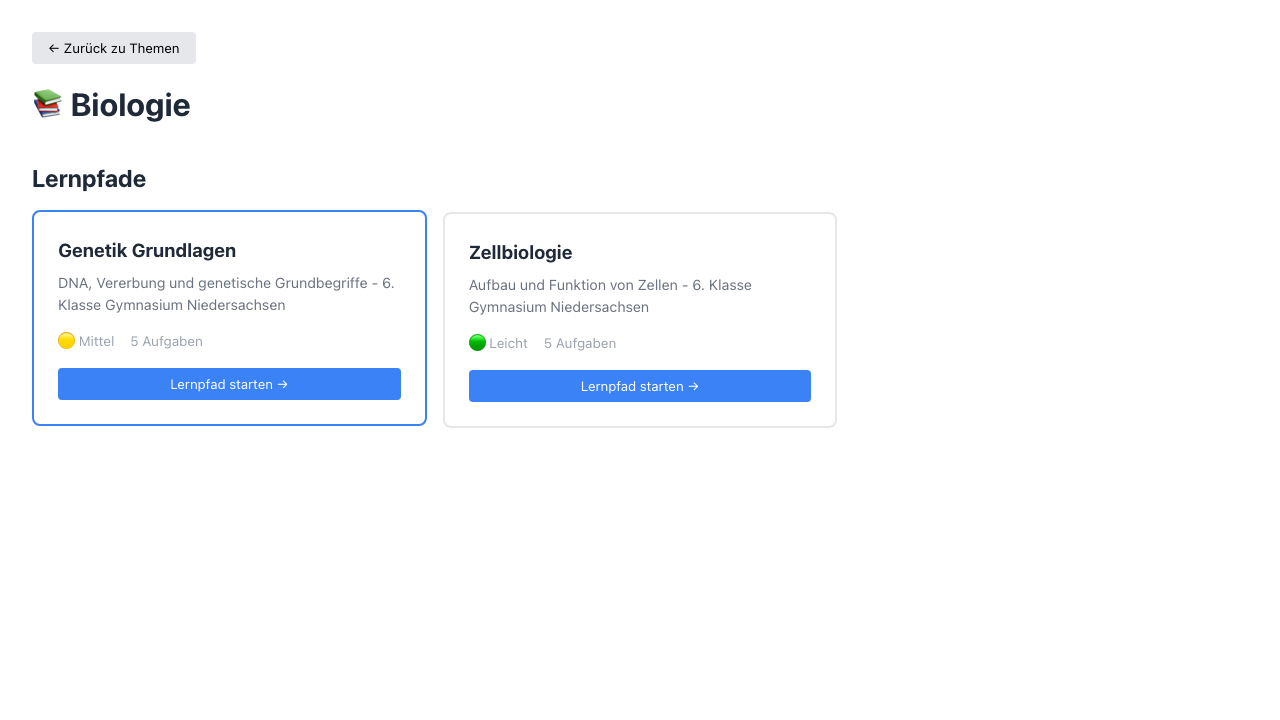 ← Zurück zu Themen
📚 Biologie
Lernpfade
Genetik Grundlagen
DNA, Vererbung und genetische Grundbegriffe - 6.
Klasse Gymnasium Niedersachsen
🟡 Mittel 5 Aufgaben
Lernpfad starten →
Zellbiologie
Aufbau und Funktion von Zellen - 6. Klasse
Gymnasium Niedersachsen
🟢 Leicht 5 Aufgaben
Lernpfad starten →